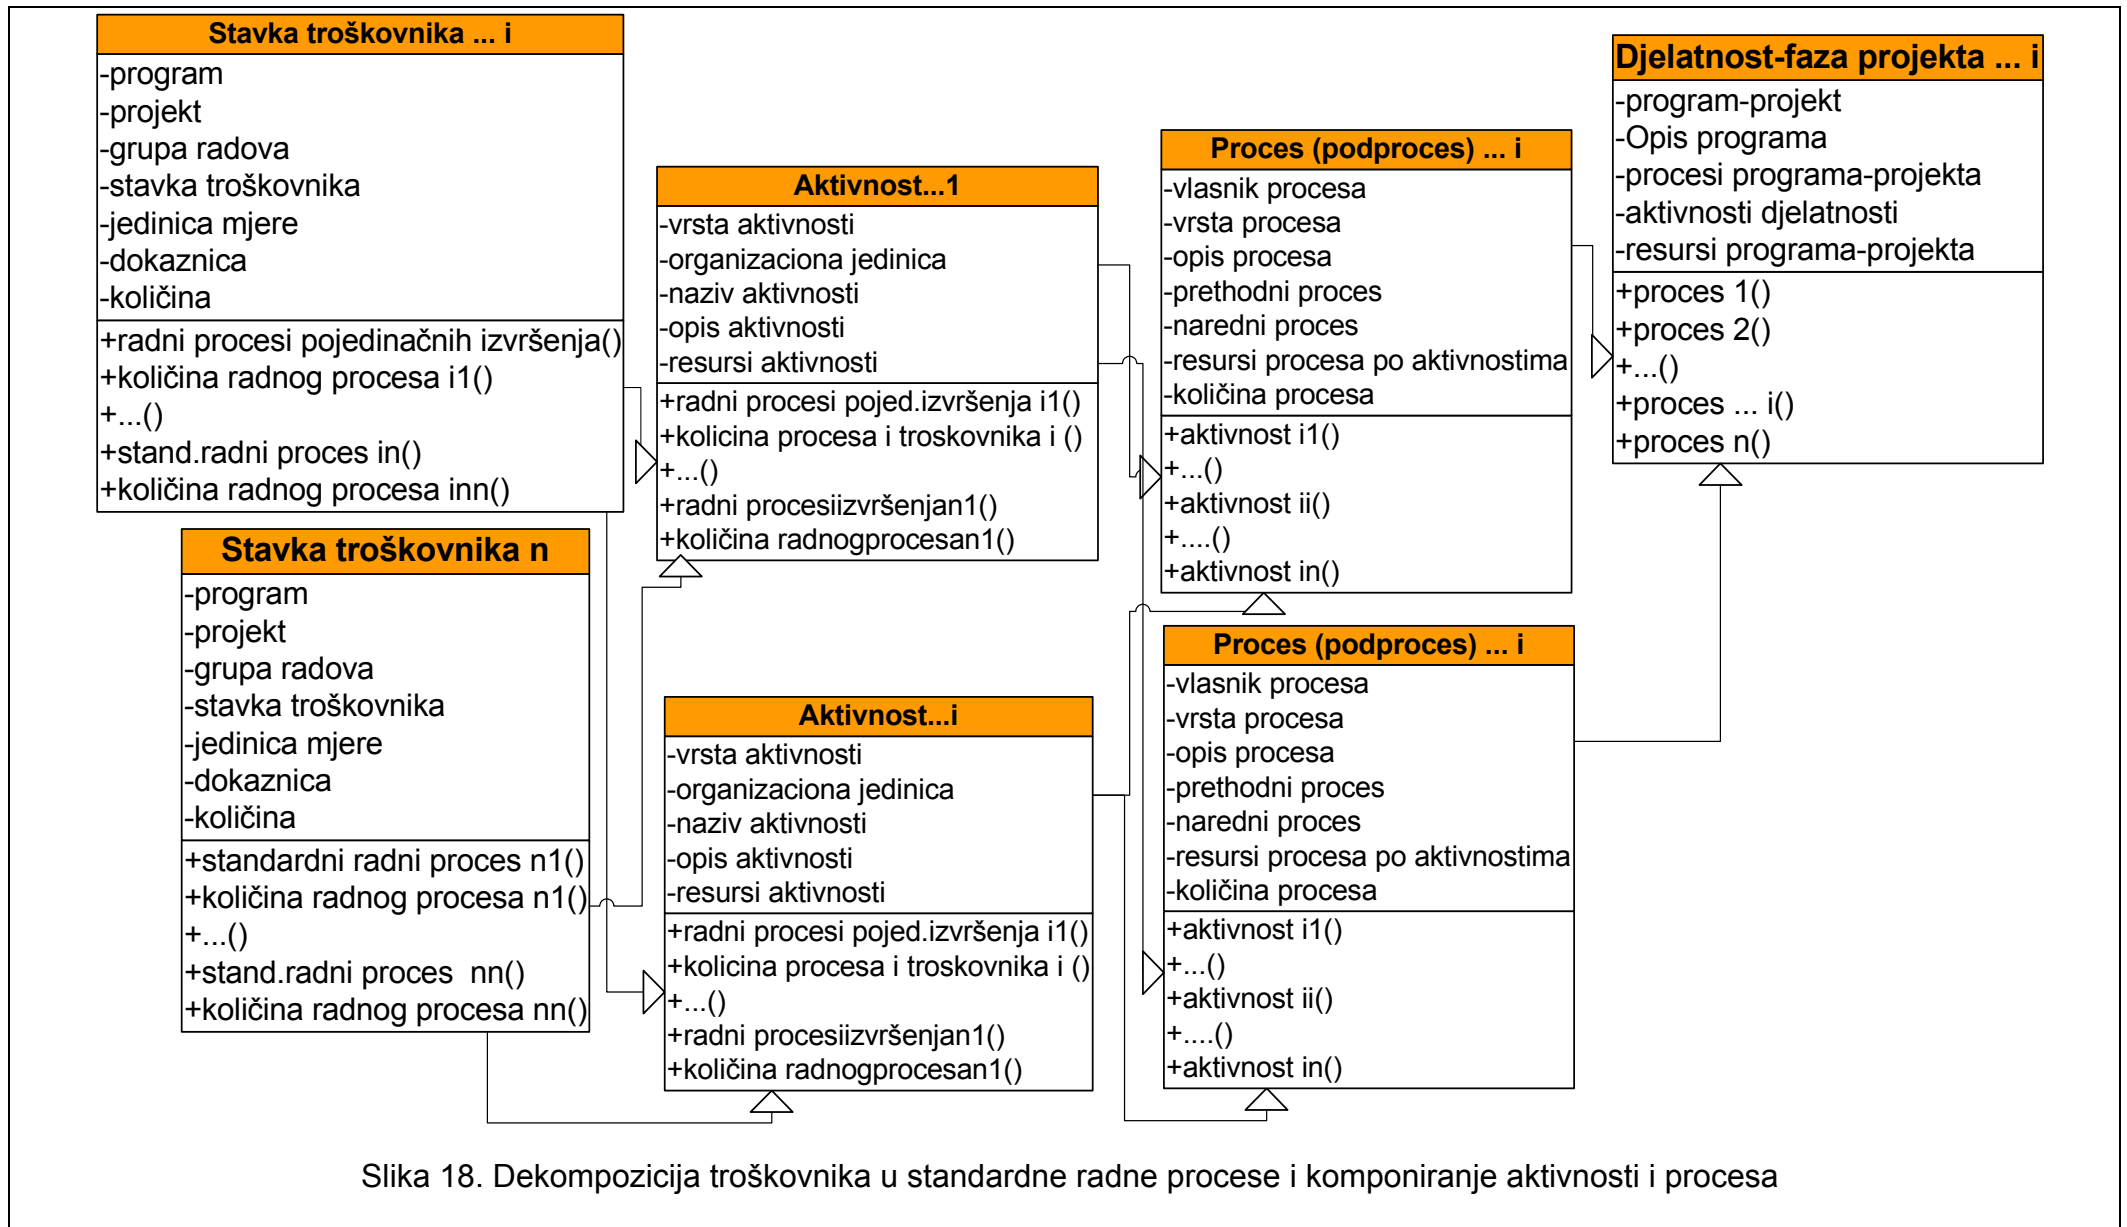 Stavka troškovnika ... i
-program
-projekt
-grupa radova
-stavka troškovnika
-jedinica mjere
-dokaznica
-količina
+radni procesi pojedinačnih izvršenja()
+količina radnog procesa i1()
+...()
+stand.radni proces in()
+količina radnog procesa inn()
Stavka troškovnika n
-program
-projekt
-grupa radova
-stavka troškovnika
-jedinica mjere
-dokaznica
-količina
+standardni radni proces n1()
+količina radnog procesa n1()
+...()
+stand.radni proces  nn()
+količina radnog procesa nn()
Aktivnost...1
-vrsta aktivnosti
-organizaciona jedinica
-naziv aktivnosti
-opis aktivnosti
-resursi aktivnosti
+radni procesi pojed.izvršenja i1()
+kolicina procesa i troskovnika i ()
+...()
+radni procesiizvršenjan1()
+količina radnogprocesan1()
Aktivnost...i
-vrsta aktivnosti
-organizaciona jedinica
-naziv aktivnosti
-opis aktivnosti
-resursi aktivnosti
+radni procesi pojed.izvršenja i1()
+kolicina procesa i troskovnika i ()
+...()
+radni procesiizvršenjan1()
+količina radnogprocesan1()
Proces (podproces) ... i
-vlasnik procesa
-vrsta procesa
-opis procesa
-prethodni proces
-naredni proces
-resursi procesa po aktivnostima
-količina procesa
+aktivnost i1()
+...()
+aktivnost ii()
+....()
+aktivnost in()
Proces (podproces) ... i
-vlasnik procesa
-vrsta procesa
-opis procesa
-prethodni proces
-naredni proces
-resursi procesa po aktivnostima
-količina procesa
+aktivnost i1()
+...()
+aktivnost ii()
+....()
+aktivnost in()
Djelatnost-faza projekta ... i
-program-projekt
-Opis programa
-procesi programa-projekta
-aktivnosti djelatnosti
-resursi programa-projekta
+proces 1()
+proces 2()
+...()
+proces ... i()
+proces n()
Slika 18. Dekompozicija troškovnika u standardne radne procese i komponiranje aktivnosti i procesa